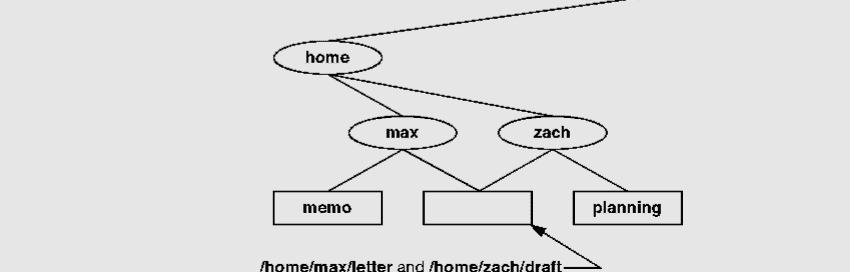 home
max zach
memo planning
/home/max/letter and /home/zach/draft